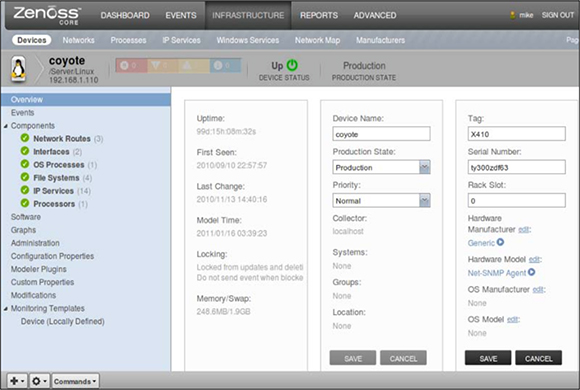 Zenoss CORE
DASHBOARD EVENTS INFRASTRUCTURE REPORTS ADVANCED
mike SIGN OUT
Devices Networks Processes IP Services Windows Services Network Map Manufacturers
coyote
/Server/Linux
192.168.1.110
Up
DEVICE STATUS
Production
PRODUCTION STATE
Overview
Events
Components
Network Routes (3)
Interfaces (2)
OS Processes (1)
File Systems (4)
IP Services (14)
Processors (1)
Software
Graphs
Administration
Configuration Properties
Modeler Plugins
Custom Properties
Modifications
Monitoring Templates
Device (Locally Defined)
Uptime:
99d:15h:08m:32s
First Seen:
2010/09/10 22:57:57
Last Change:
2010/11/13 14:40:16
Model Time:
2011/01/16 03:39:23
Locking:
Locked from updates and deleti
Do not send event when blocke
Memory/Swap:
248.6MB/1.9GB
Device Name:
coyote
Production State:
Production
Priority:
Normal
Collector:
localhost
Systems:
None
Groups:
None
Location:
None
SAVE CANCEL
Tag:
X410
Serial Number:
ty300zdf63
Rack Slot:
0
Hardware
Manufacturer edit:
Generic
Hardware Model edit:
Net-SNMP Agent
OS Manufacturer edit:
None
OS Model edit:
None
SAVE CANCEL
Commands